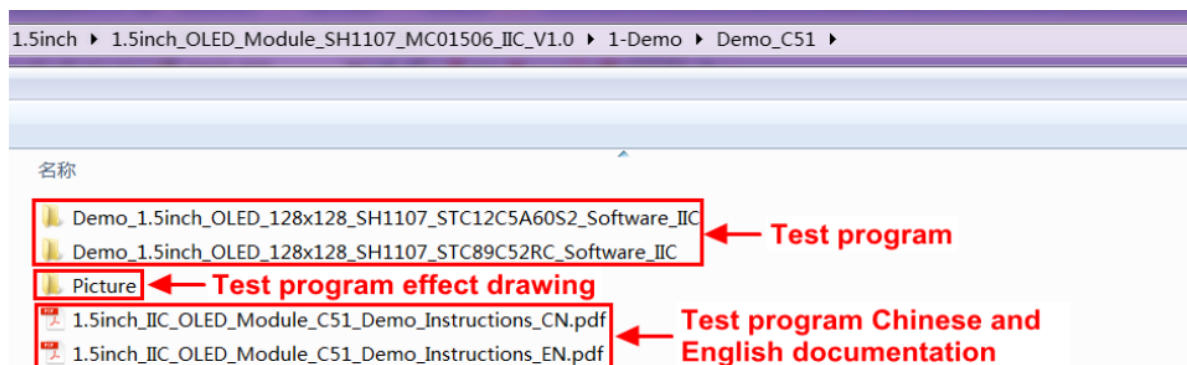 1.5inch ▸ 1.5inch_OLED_Module_SH1107_MC01506_IIC_V1.0 ▸ 1-Demo ▸ Demo_C51 ▸
名称
Demo_1.5inch_OLED_128x128_SH1107_STC12C5A60S2_Software_IIC
Test program
Demo_1.5inch_OLED_128x128_SH1107_STC89C52RC_Software_IIC
Picture
Test program effect drawing
1.5inch_IIC_OLED_Module_C51_Demo_Instructions_CN.pdf
1.5inch_IIC_OLED_Module_C51_Demo_Instructions_EN.pdf
Test program Chinese and
English documentation